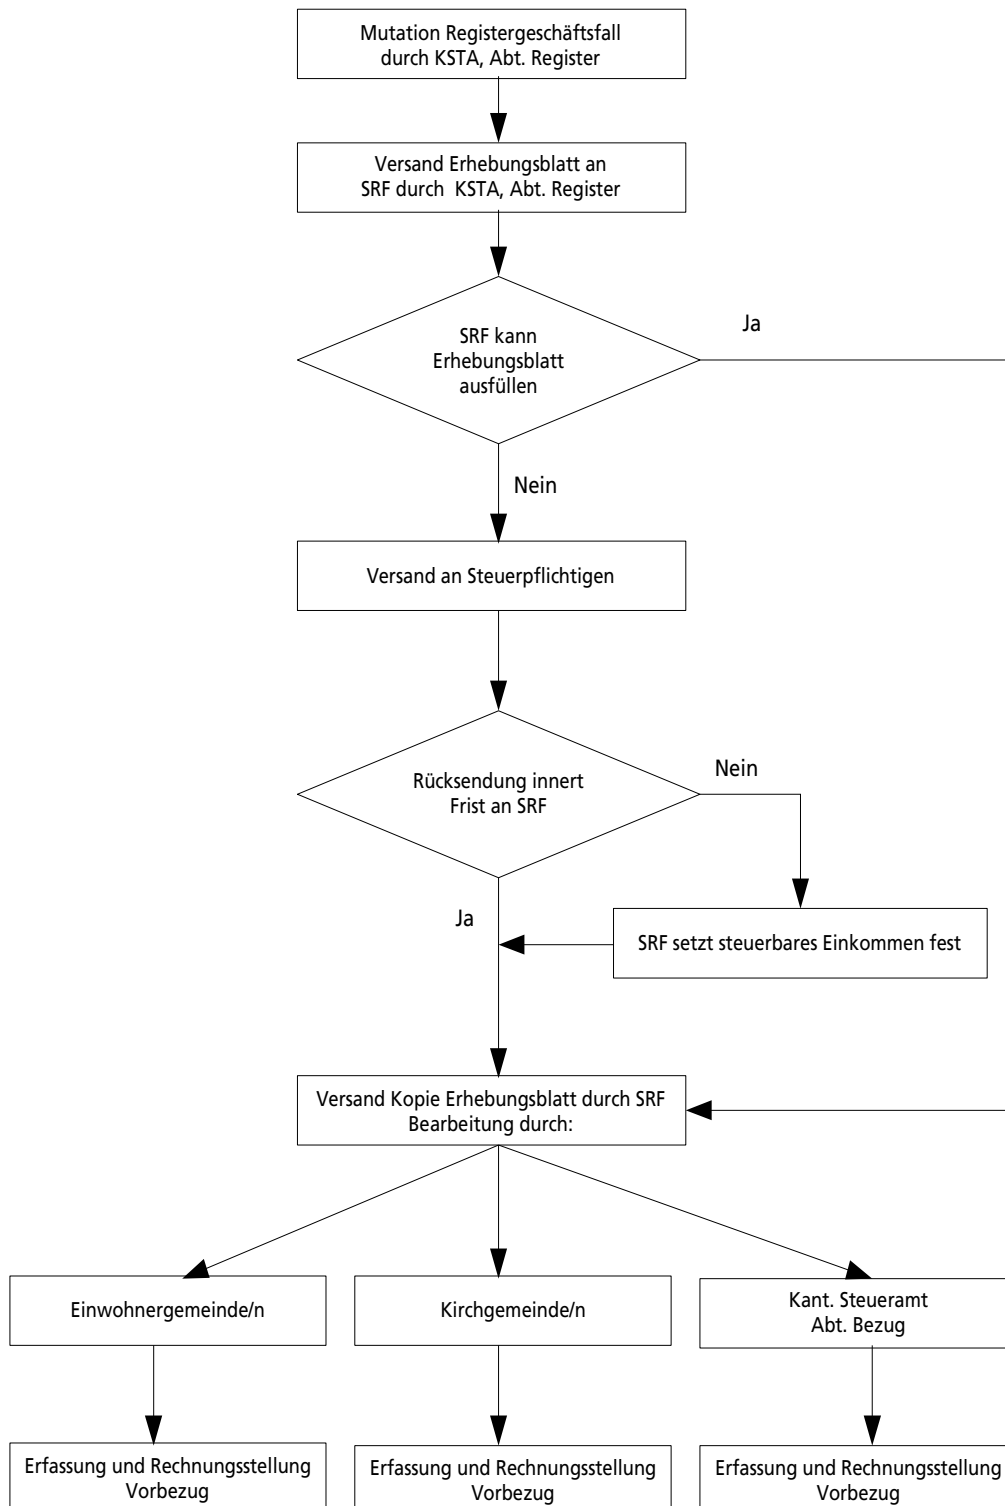 Mutation Registergeschäftsfall
durch KSTA, Abt. Register
Versand Erhebungsblatt an
SRF durch KSTA, Abt. Register
SRF kann
Erhebungsblatt
ausfüllen
Ja
Nein
Versand an Steuerpflichtigen
Rücksendung innert
Frist an SRF
Nein
Ja
SRF setzt steuerbares Einkommen fest
Versand Kopie Erhebungsblatt durch SRF
Bearbeitung durch:
Einwohnergemeinde/n
Kirchgemeinde/n
Kant. Steueramt
Abt. Bezug
Erfassung und Rechnungsstellung
Vorbezug
Erfassung und Rechnungsstellung
Vorbezug
Erfassung und Rechnungsstellung
Vorbezug